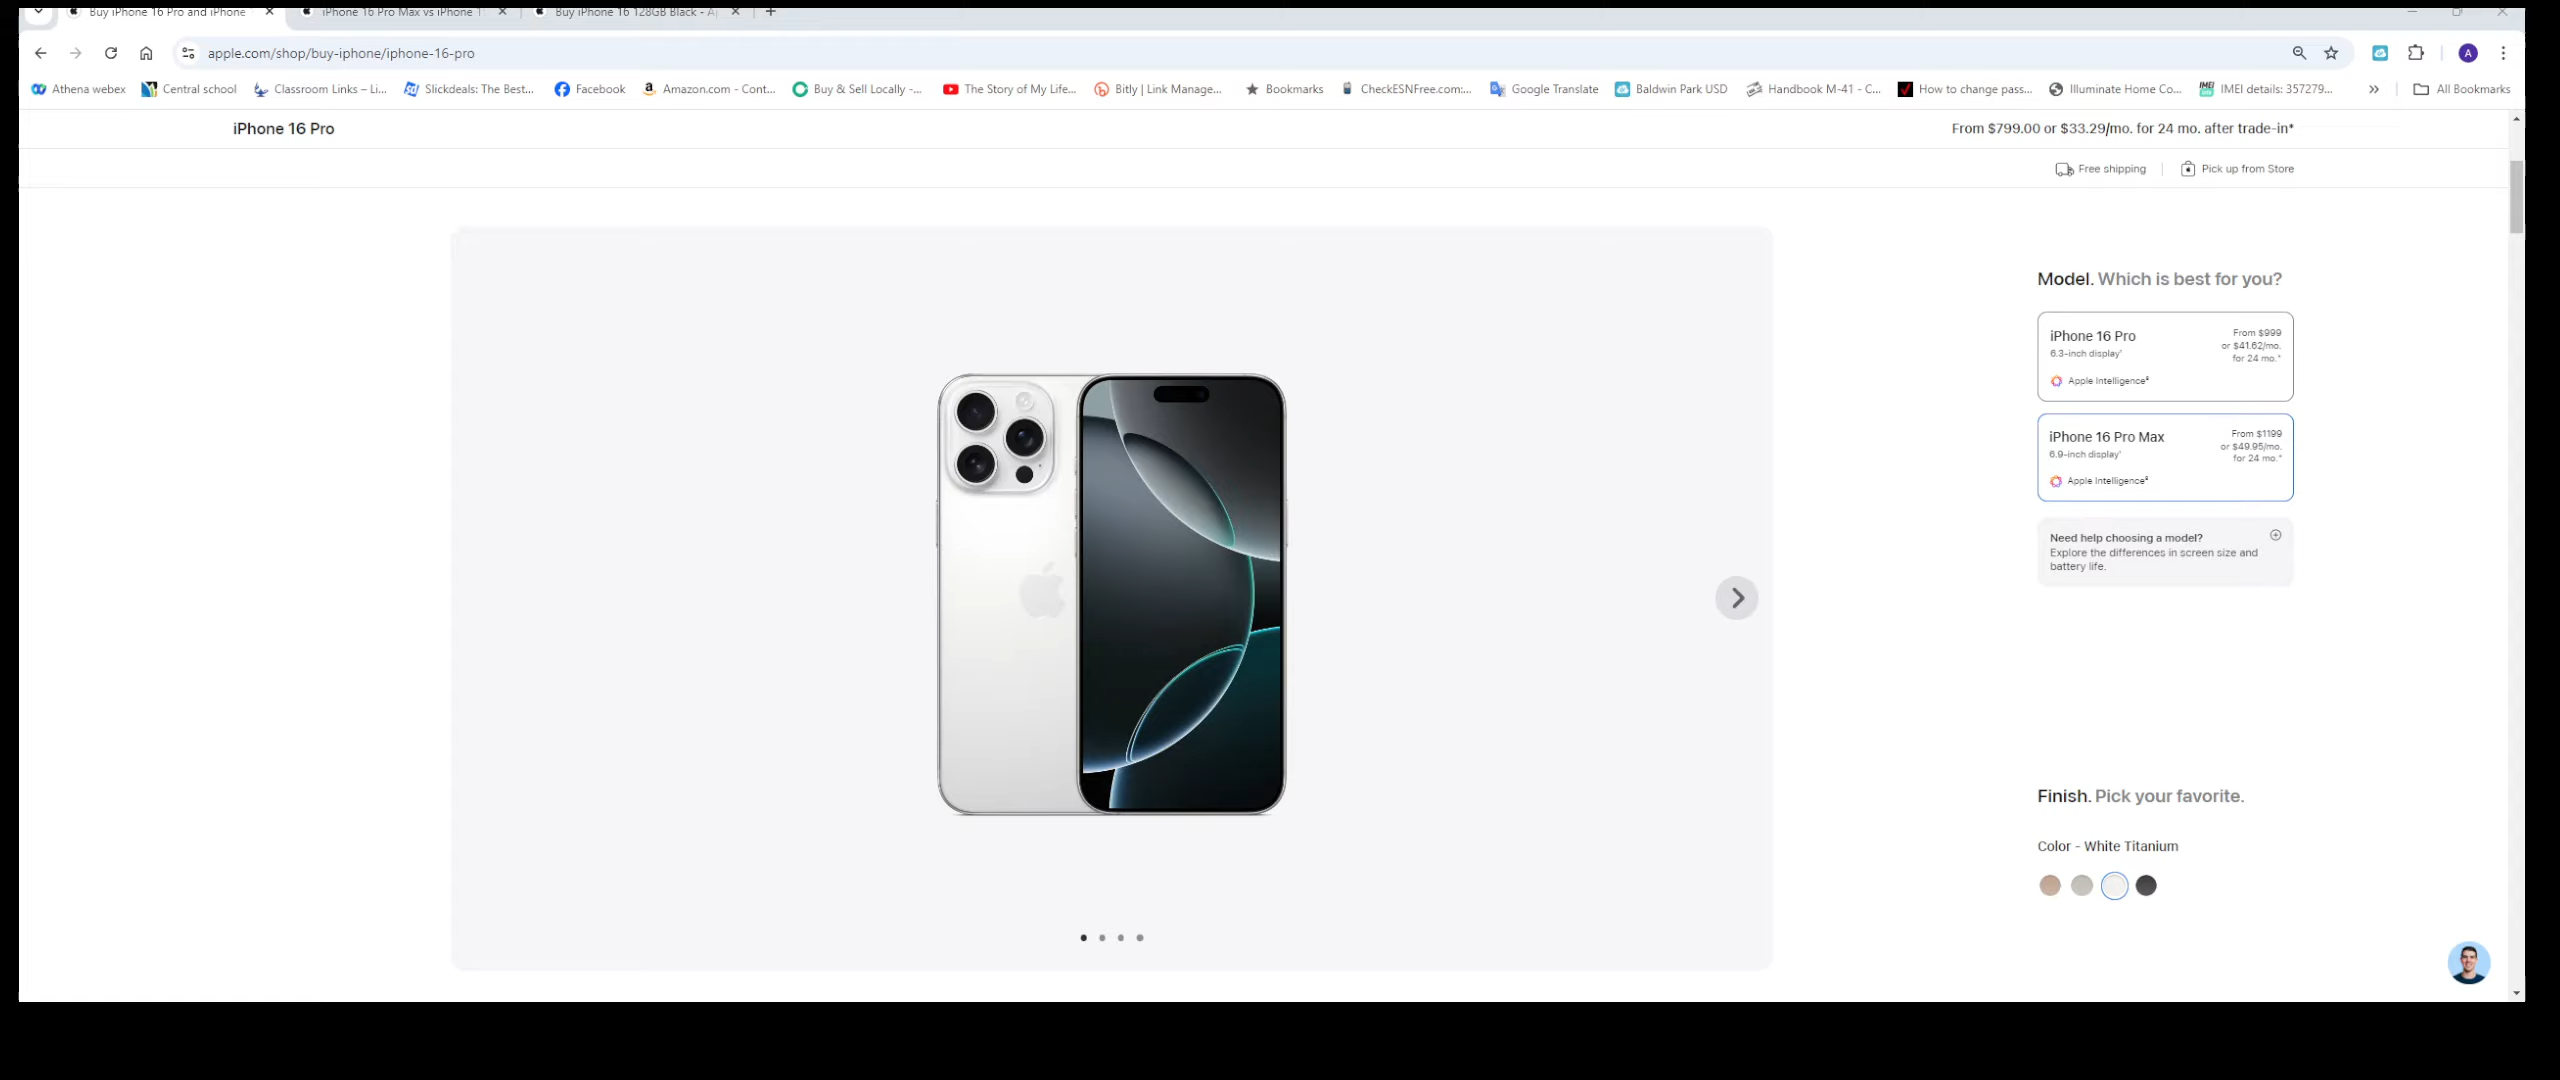 Buy iPhone 16 Pro and iPhone
iPhone 16 Pro Max vs iPhone 1
Buy iPhone 16 128GB Black - A
apple.com/shop/buy-iphone/iphone-16-pro
A
Athena webex
Central school
Classroom Links – Li...
Slickdeals: The Best...
Facebook
Amazon.com - Cont...
Buy & Sell Locally -...
The Story of My Life...
Bitly | Link Manage...
Bookmarks
CheckESNFree.com:...
Google Translate
Baldwin Park USD
Handbook M-41 - C...
How to change pass...
Illuminate Home Co...
IMEI details: 357279...
All Bookmarks
iPhone 16 Pro
From $799.00 or $33.29/mo. for 24 mo. after trade-in*
Free shipping
Pick up from Store
Model. Which is best for you?
iPhone 16 Pro
6.3-inch display¹
Apple Intelligence²
From $999
or $41.62/mo.
for 24 mo.*
iPhone 16 Pro Max
6.9-inch display¹
Apple Intelligence²
From $1199
or $49.95/mo.
for 24 mo.*
Need help choosing a model?
Explore the differences in screen size and
battery life.
Finish. Pick your favorite.
Color - White Titanium